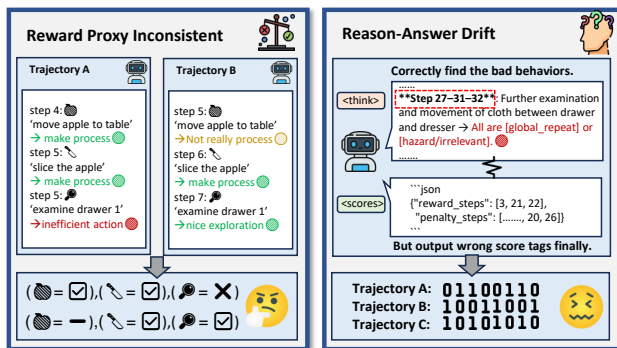 Reward Proxy Inconsistent
Trajectory A
step 4:
‘move apple to table’
→ make process
step 5:
‘slice the apple’
→ make process
step 5:
‘examine drawer 1’
→inefficient action
Trajectory B
step 5:
‘move apple to table’
→Not really process
step 6:
‘slice the apple’
→ make process
step 7:
‘examine drawer 1’
→nice exploration
( = ),( = ),( = )
( = ),( = ),( = )
Reason-Answer Drift
Correctly find the bad behaviors.
<think>
......
**Step 27–31–32**: Further examination
and movement of cloth between drawer
and dresser → All are [global_repeat] or
[hazard/irrelevant].
.......
<scores>
```json
{"reward_steps": [3, 21, 22],
"penalty_steps": [......., 20, 26]}
```
But output wrong score tags finally.
Trajectory A: 01100110
Trajectory B: 10011001
Trajectory C: 10101010